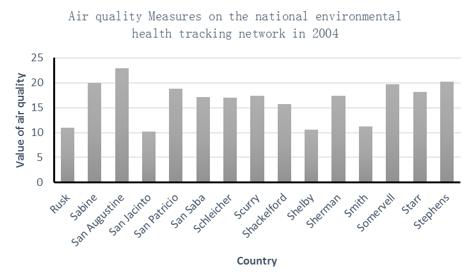 Air quality Measures on the national environmental
health tracking network in 2004
Value of air quality
25
20
15
10
5
0
Rusk
Sabine
San Augustine
San Jacinto
San Patricio
San Saba
Schleicher
Scurry
Shackelford
Shelby
Sherman
Smith
Somervell
Starr
Stephens
Country